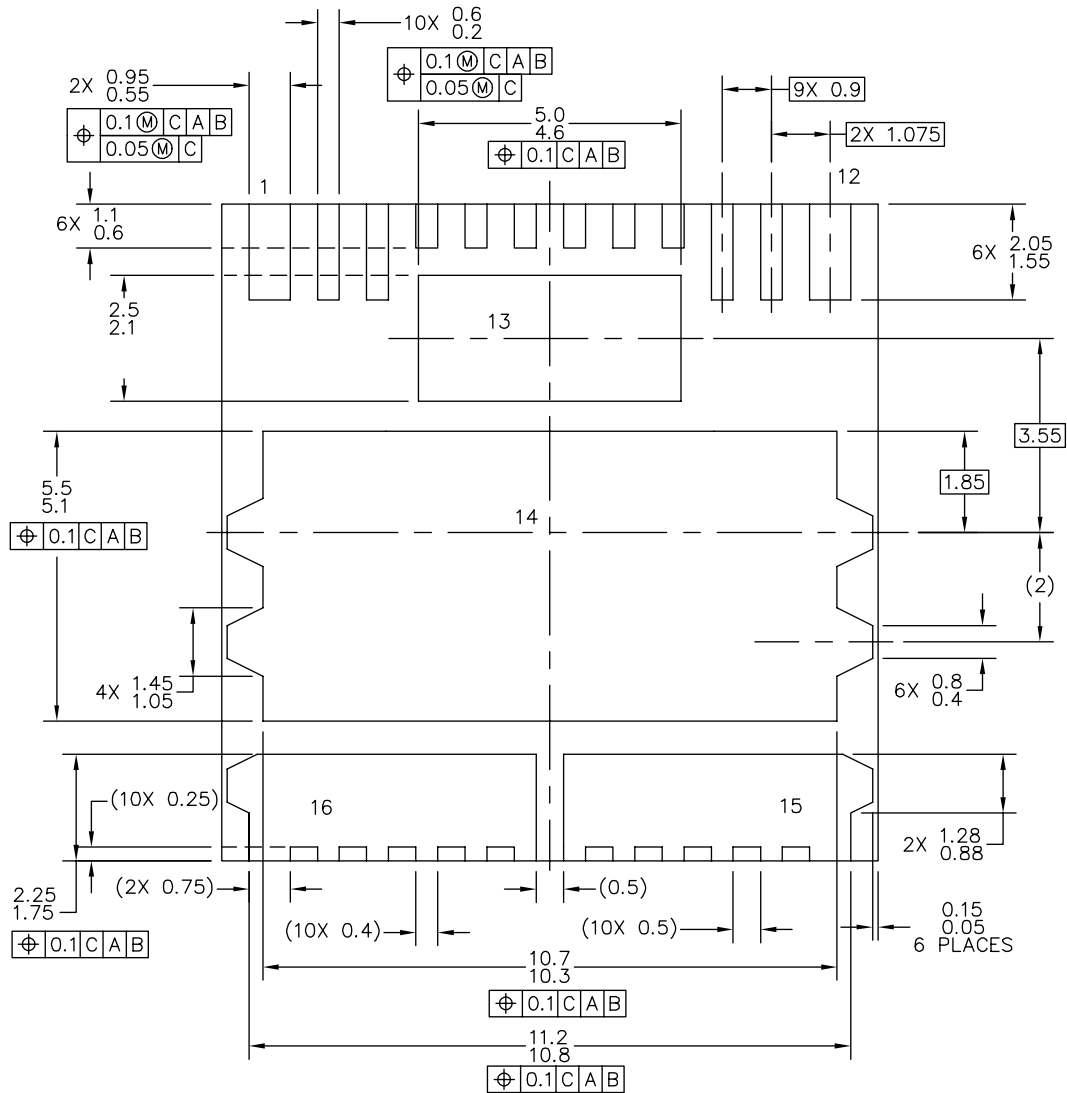 10X 0.6
0.2
⌖ 0.1 Ⓜ C A B
0.05 Ⓜ C
2X 0.95
0.55
⌖ 0.1 Ⓜ C A B
0.05 Ⓜ C
9X 0.9
5.0
4.6
⌖ 0.1 C A B
2X 1.075
1
12
6X 1.1
0.6
6X 2.05
1.55
2.5
2.1
13
3.55
1.85
5.5
5.1
⌖ 0.1 C A B
14
(2)
4X 1.45
1.05
6X 0.8
0.4
(10X 0.25)
16
15
2X 1.28
0.88
2.25
1.75
⌖ 0.1 C A B
(2X 0.75)
(0.5)
(10X 0.4)
(10X 0.5)
0.15
0.05
6 PLACES
10.7
10.3
⌖ 0.1 C A B
11.2
10.8
⌖ 0.1 C A B